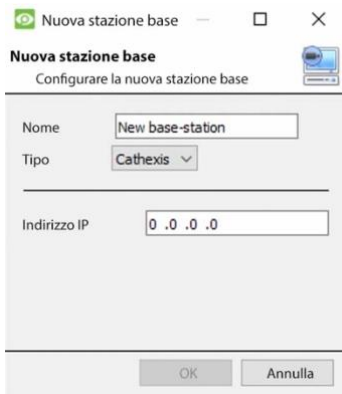 Nuova stazione base
Nuova stazione base
Configurare la nuova stazione base
Nome New base-station
Tipo Cathexis
Indirizzo IP 0 .0 .0 .0
OK Annulla